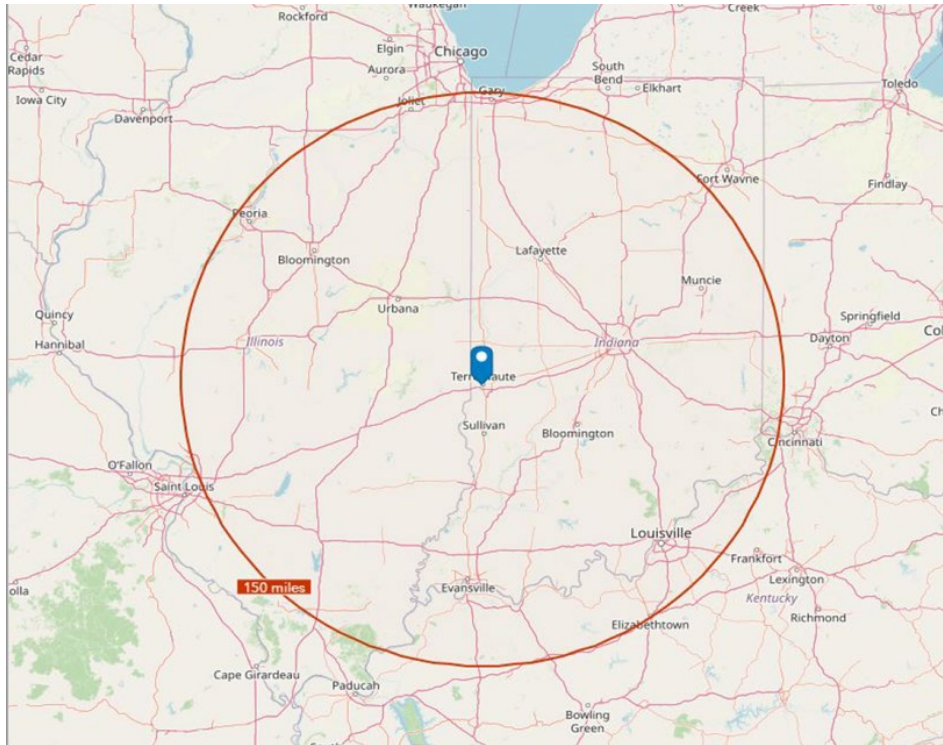 Waukegan
Rockford
Creek
Elgin
Chicago
Cedar
Rapids
Aurora
South
Bend
Elkhart
Toledo
Iowa City
Joliet
Gary
Davenport
Fort Wayne
Findlay
Peoria
Lafayette
Bloomington
Muncie
Urbana
Quincy
Springfield
Hannibal
Illinois
Indiana
Dayton
Col
Terre Haute
Ch
Sullivan
Bloomington
Cincinnati
O'Fallon
Saint Louis
Louisville
Frankfort
150 miles
olla
Evansville
Lexington
Kentucky
Richmond
Elizabethtown
Cape Girardeau
Paducah
Bowling
Green